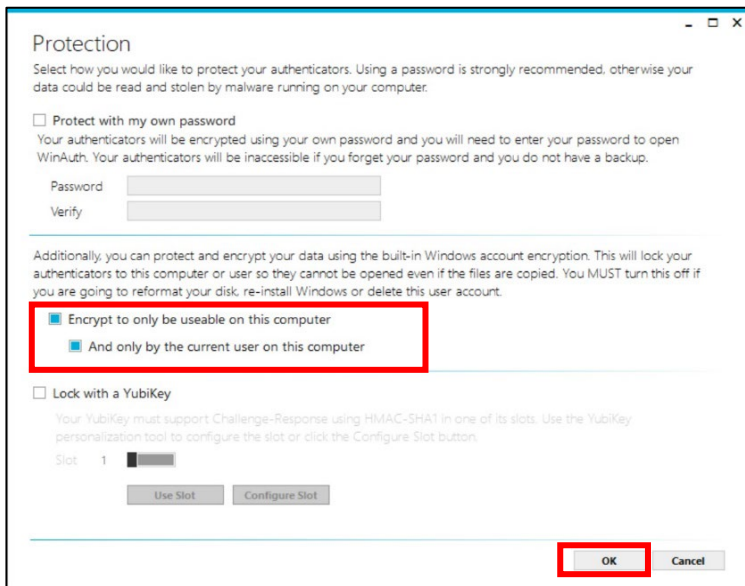 Protection
Select how you would like to protect your authenticators. Using a password is strongly recommended, otherwise your
data could be read and stolen by malware running on your computer.
Protect with my own password
Your authenticators will be encrypted using your own password and you will need to enter your password to open
WinAuth. Your authenticators will be inaccessible if you forget your password and you do not have a backup.
Password
Verify
Additionally, you can protect and encrypt your data using the built-in Windows account encryption. This will lock your
authenticators to this computer or user so they cannot be opened even if the files are copied. You MUST turn this off if
you are going to reformat your disk, re-install Windows or delete this user account.
Encrypt to only be useable on this computer
And only by the current user on this computer
Lock with a YubiKey
Your YubiKey must support Challenge-Response using HMAC-SHA1 in one of its slots. Use the YubiKey
personalization tool to configure the slot or click the Configure Slot button.
Slot 1
Use Slot Configure Slot
OK Cancel